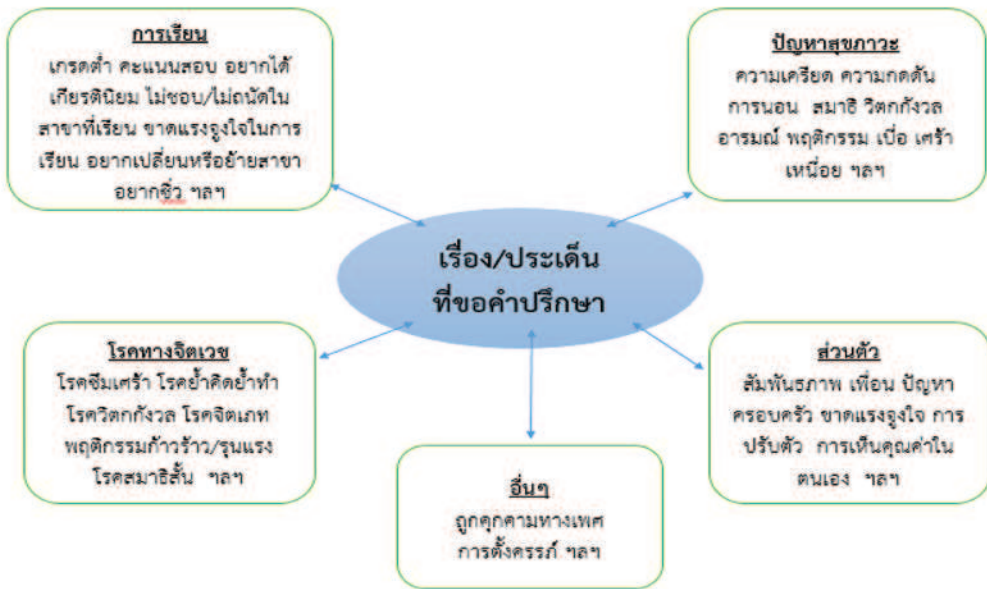 การเรียน
เกรดต่ำ คะแนนสอบ อยากได้
เกียรตินิยม ไม่ชอบ/ไม่ถนัดใน
สาขาที่เรียน ขาดแรงจูงใจในการ
เรียน อยากเปลี่ยนหรือย้ายสาขา
อยากซิ่ว ฯลฯ
ปัญหาสุขภาวะ
ความเครียด ความกดดัน
การนอน สมาธิ วิตกกังวล
อารมณ์ พฤติกรรม เบื่อ เศร้า
เหนื่อย ฯลฯ
เรื่อง/ประเด็น
ที่ขอคำปรึกษา
โรคทางจิตเวช
โรคซึมเศร้า โรคย้ำคิดย้ำทำ
โรควิตกกังวล โรคจิตเภท
พฤติกรรมก้าวร้าว/รุนแรง
โรคสมาธิสั้น ฯลฯ
ส่วนตัว
สัมพันธภาพ เพื่อน ปัญหา
ครอบครัว ขาดแรงจูงใจ การ
ปรับตัว การเห็นคุณค่าใน
ตนเอง ฯลฯ
อื่นๆ
ถูกคุกคามทางเพศ
การตั้งครรภ์ ฯลฯ